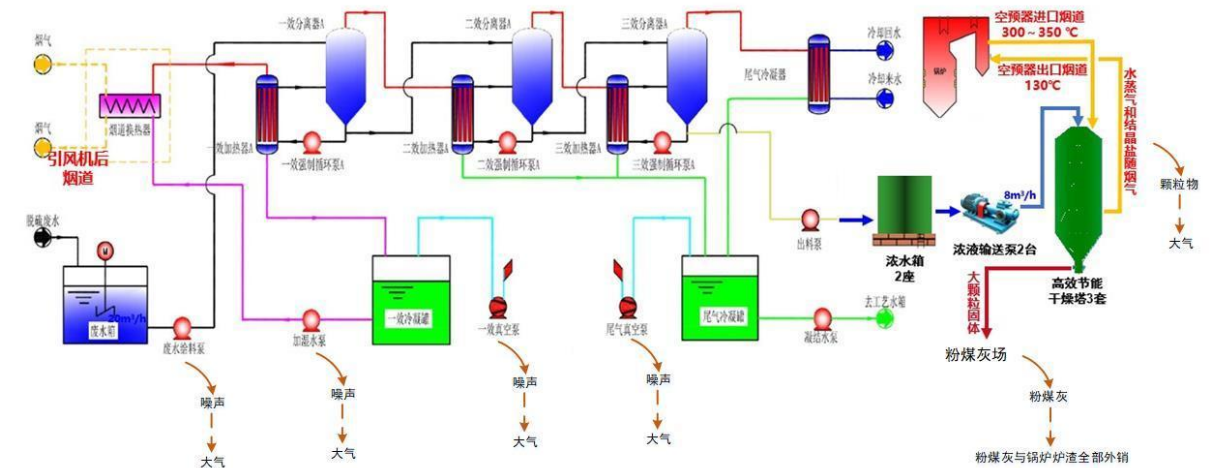 一效分离器A
二效分离器A
三效分离器A
空预器进口烟道
300~350 ℃
烟气
冷却回水
尾气冷凝器
锅炉
空预器出口烟道
130℃
冷却来水
水蒸气和结晶盐随烟气
烟道换热器
烟气
引风机后
烟道
一效加热器A
一效强制循环泵A
二效加热器A
二效强制循环泵A
三效加热器A
三效强制循环泵A
颗粒物
大气
8m³/h
脱硫废水
M
出料泵
浓水箱
2座
浓液输送泵2台
高效节能
干燥塔3套
大颗粒固体
20m³/h
废水箱
废水给料泵
加温水泵
一效冷凝罐
一效真空泵
尾气真空泵
尾气冷凝罐
去工艺水箱
凝结水泵
粉煤灰场
噪声
大气
噪声
大气
噪声
大气
噪声
大气
粉煤灰
粉煤灰与锅炉炉渣全部外销